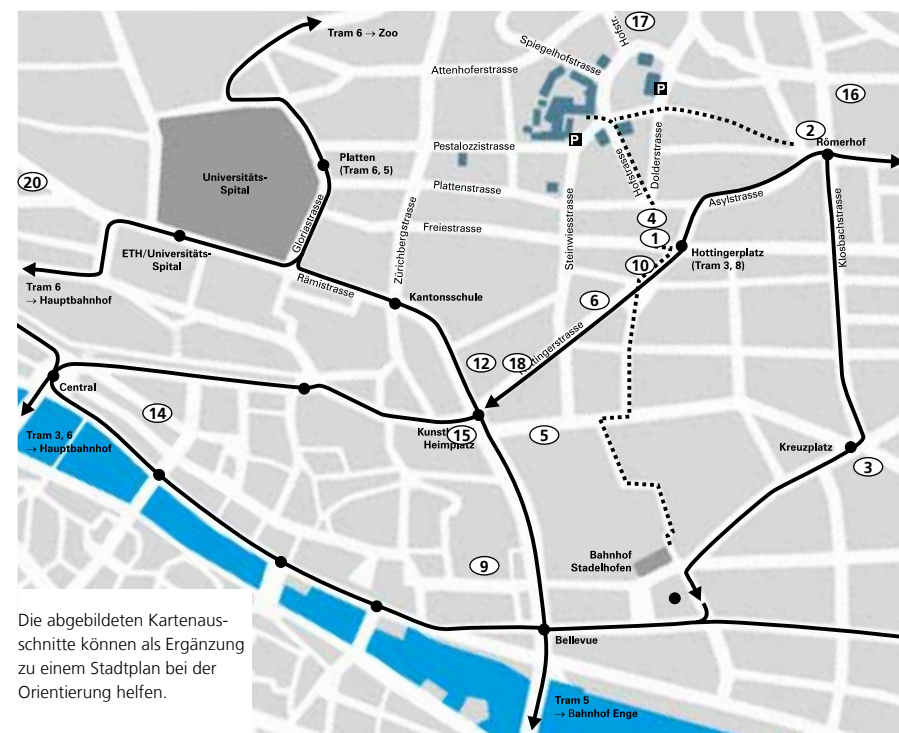 Tram 6 → Zoo
17
Hofstr.
Spiegelhofstrasse
Attenhoferstrasse
P
16
P
2
Pestalozzistrasse
Römerhof
Platten
(Tram 6, 5)
Universitäts-
Spital
20
Plattenstrasse
Hofstrasse
Dolderstrasse
Asylstrasse
Klosbachstrasse
4
Freiestrasse
Steinwiesstrasse
Zürichbergstrasse
Gloriastrasse
1
ETH/Universitäts-
Spital
Hottingerplatz
(Tram 3, 8)
10
Tram 6
→ Hauptbahnhof
Rämistrasse
Kantonsschule
6
12
18
Central
14
15
5
Tram 3, 6
→ Hauptbahnhof
Heimplatz
Kreuzplatz
3
Bahnhof
Stadelhofen
9
Bellevue
Die abgebildeten Kartenaus-
schnitte können als Ergänzung
zu einem Stadtplan bei der
Orientierung helfen.
Tram 5
→ Bahnhof Enge